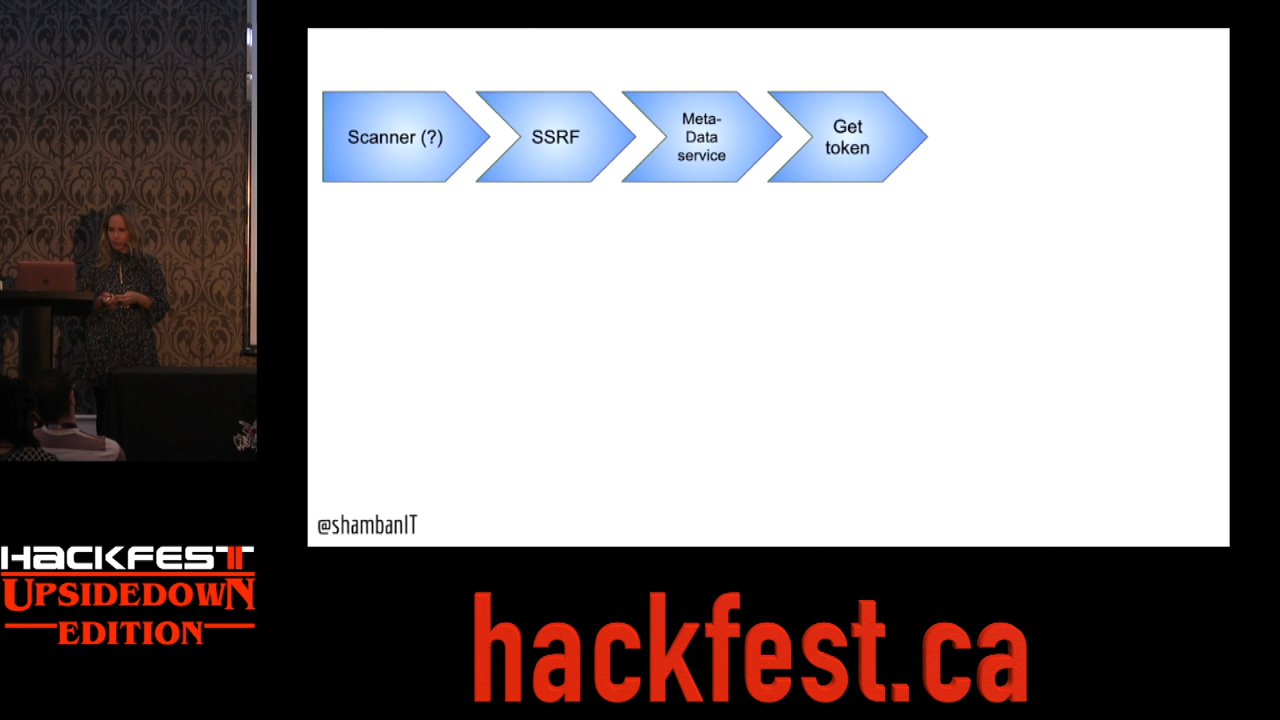 Scanner (?)
SSRF
Meta-
Data
service
Get
token
@shambanIT
HACKFEST
UPSIDEDOWN
EDITION
hackfest.ca